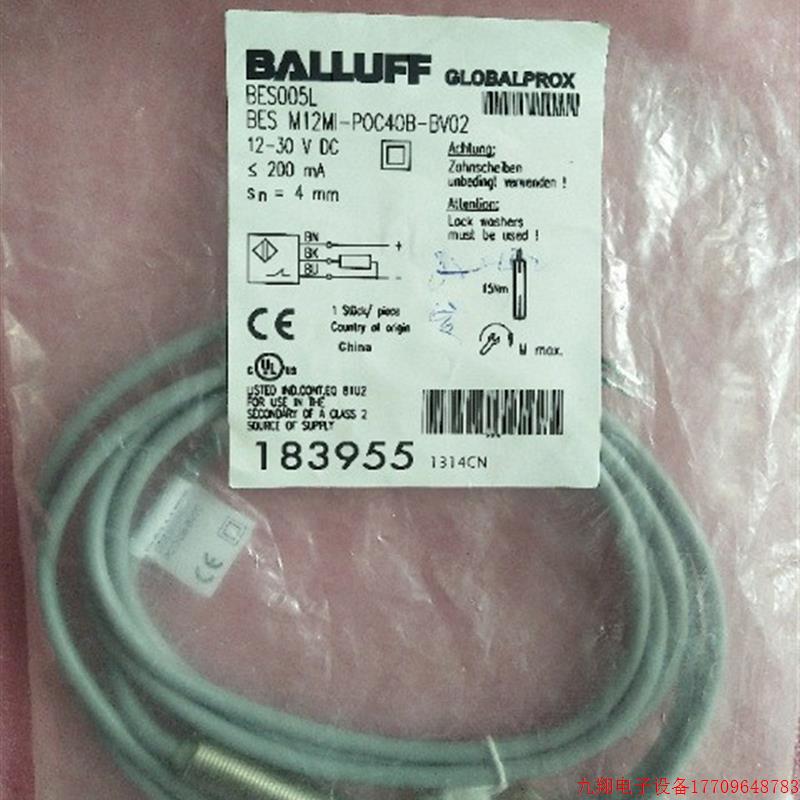 BALLUFF GLOBALPROX
BES005L
BES M12MI-POC40B-BV02
12-30 V DC
≤ 200 mA
sn = 4 mm
Achtung:
Zahnscheiben
unbedingt verwenden !
Attention:
Lock washers
must be used !
BN +
BK
BU -
15Nm
1 Stück/ piece
Country of origin
China
CE
W max.
C UL US
LISTED IND.CONT.EQ 81U2
FOR USE IN THE
SECONDARY OF A CLASS 2
SOURCE OF SUPPLY
183955 1314CN
CE
九翔电子设备17709648783